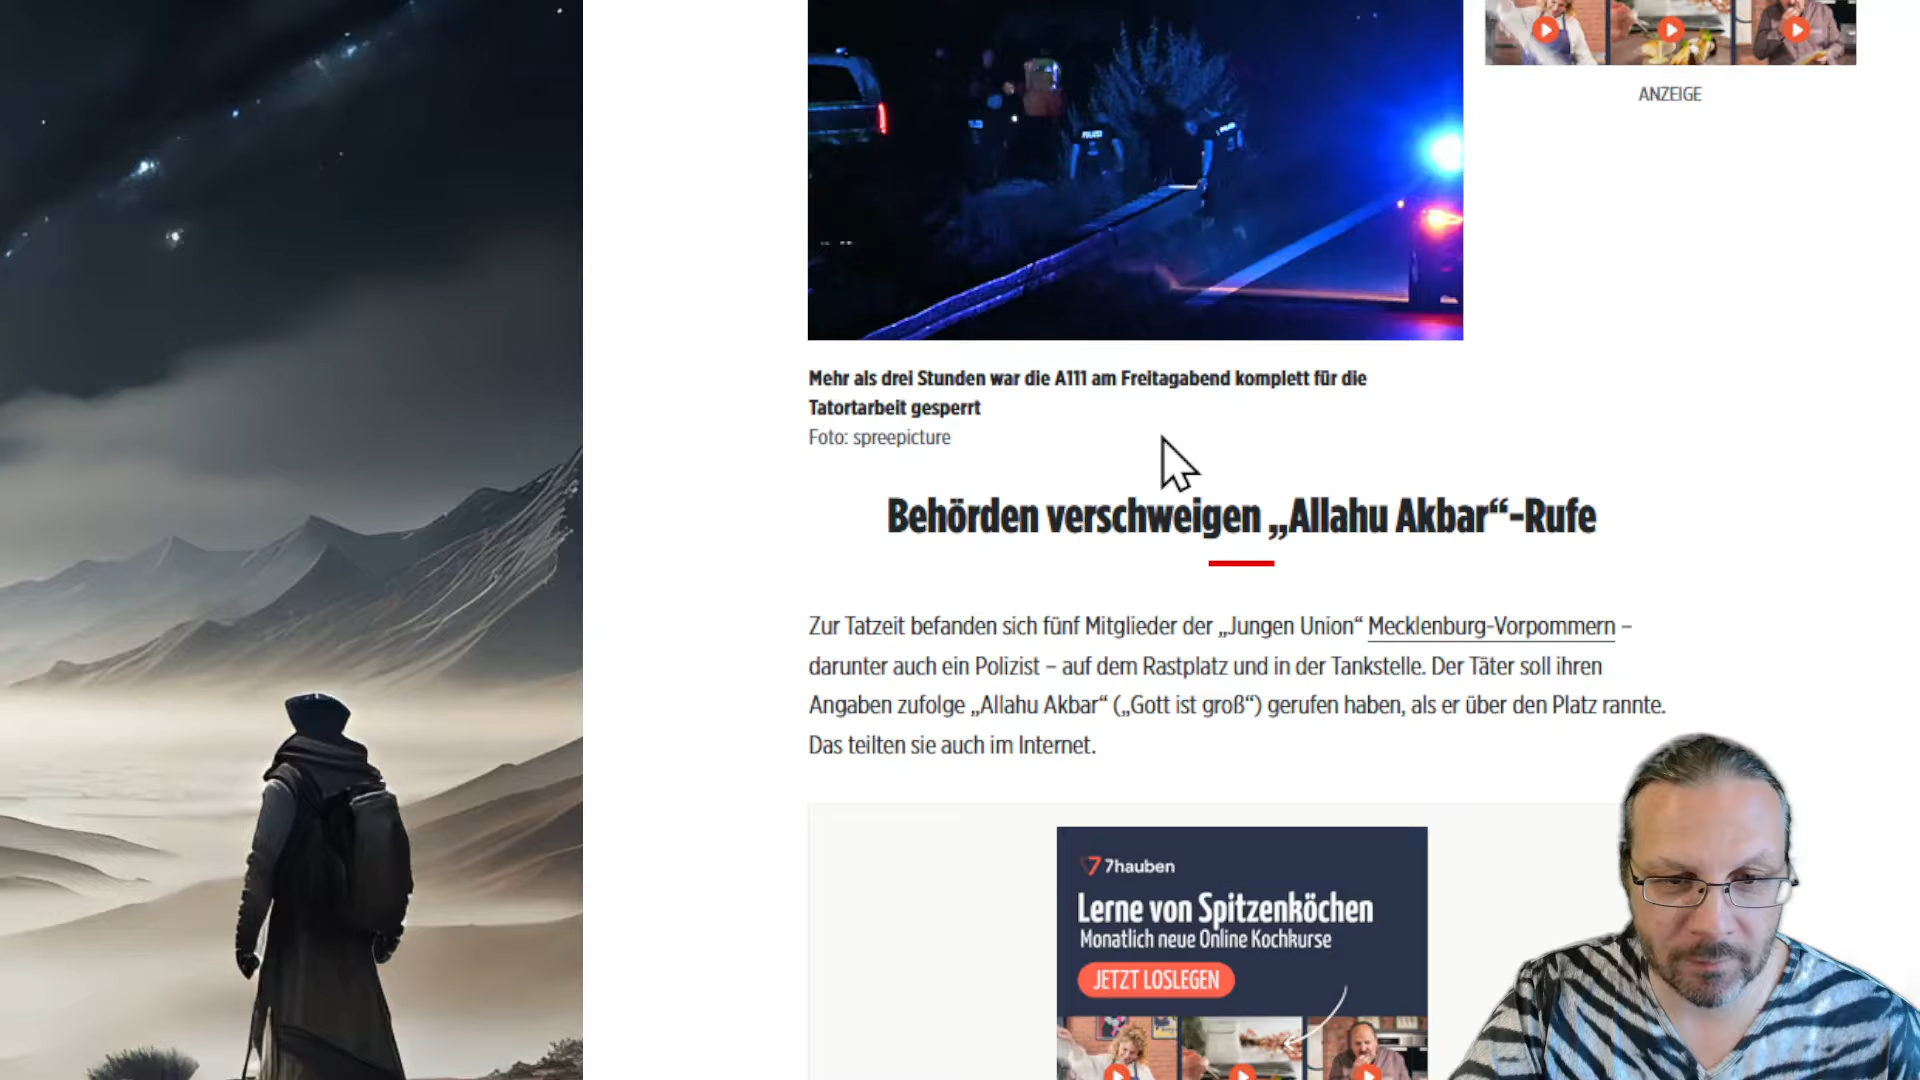 ANZEIGE
POLIZEI
Mehr als drei Stunden war die A111 am Freitagabend komplett für die
Tatortarbeit gesperrt
Foto: spreepicture
Behörden verschweigen „Allahu Akbar“-Rufe
Zur Tatzeit befanden sich fünf Mitglieder der „Jungen Union“ Mecklenburg-Vorpommern –
darunter auch ein Polizist – auf dem Rastplatz und in der Tankstelle. Der Täter soll ihren
Angaben zufolge „Allahu Akbar“ („Gott ist groß“) gerufen haben, als er über den Platz rannte.
Das teilten sie auch im Internet.
7hauben
Lerne von Spitzenköchen
Monatlich neue Online Kochkurse
JETZT LOSLEGEN